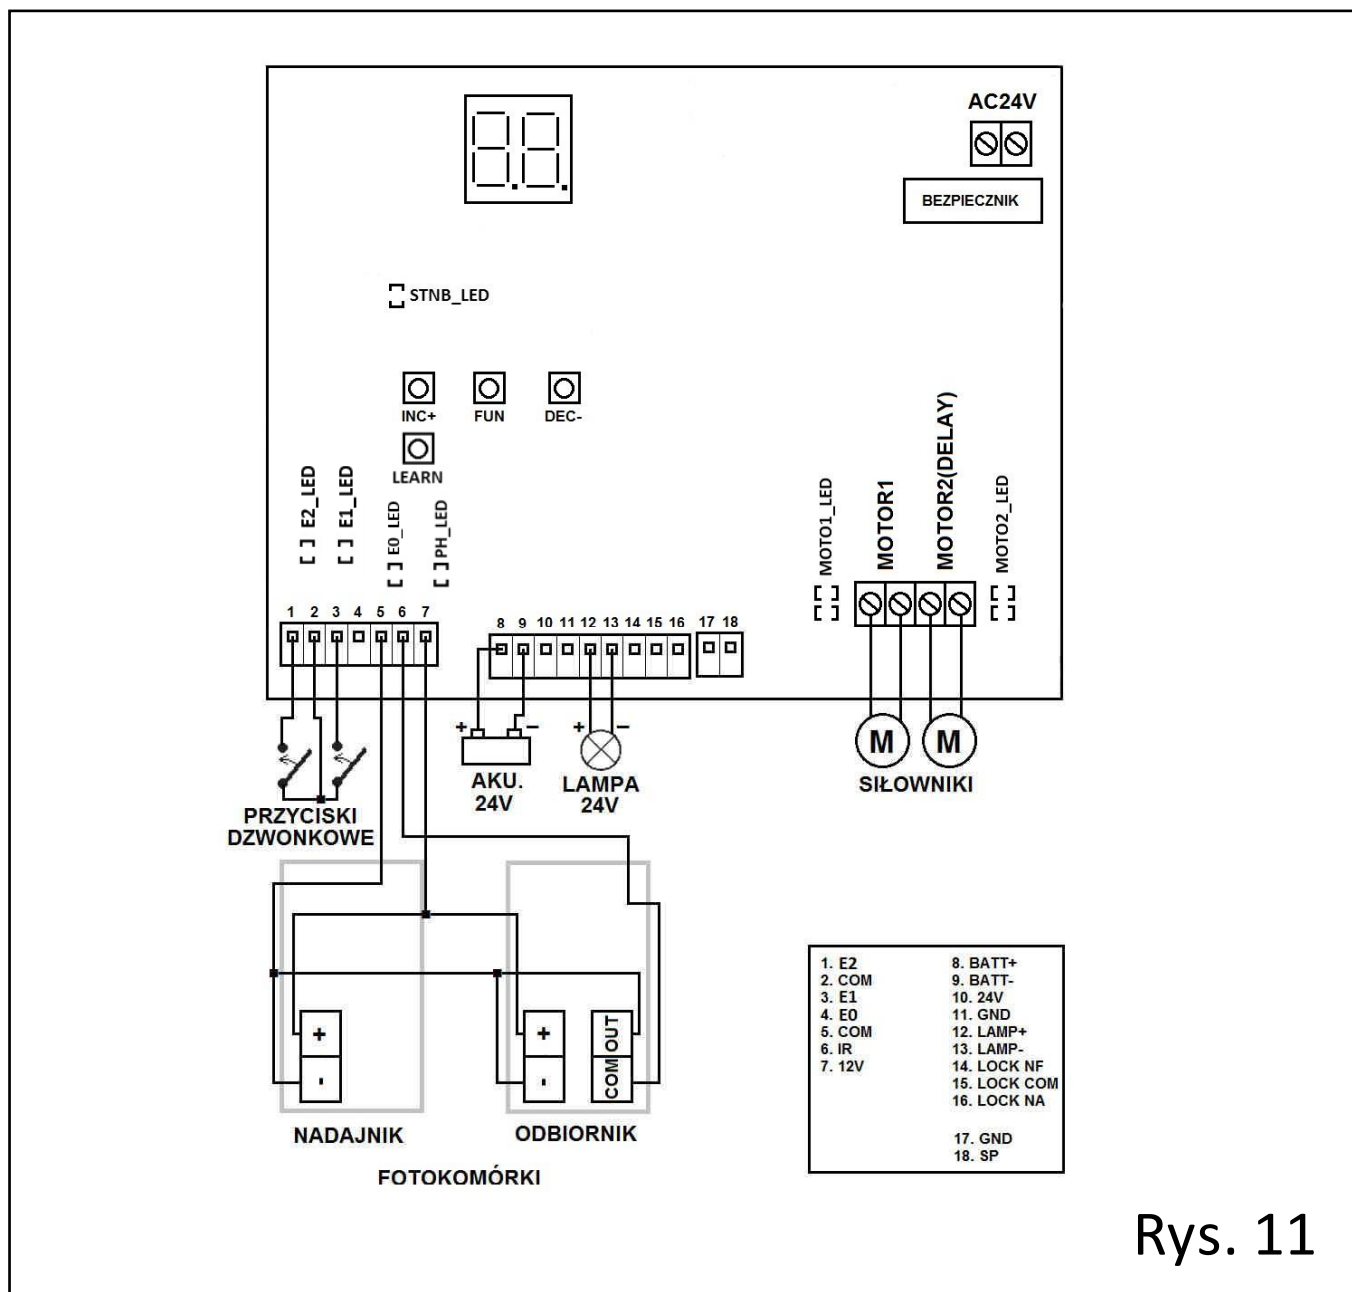 AC24V
BEZPIECZNIK
STNB_LED
INC+
FUN
DEC-
LEARN
E2_LED
E1_LED
E0_LED
PH_LED
MOTO1_LED
MOTOR1
MOTOR2(DELAY)
MOTO2_LED
1 2 3 4 5 6 7
8 9 10 11 12 13 14 15 16
17 18
+ -
+ -
AKU.
24V
LAMPA
24V
M M
SIŁOWNIKI
PRZYCISKI
DZWONKOWE
+
-
+
-
OUT
COM
NADAJNIK
ODBIORNIK
FOTOKOMÓRKI
1. E2
2. COM
3. E1
4. E0
5. COM
6. IR
7. 12V
8. BATT+
9. BATT-
10. 24V
11. GND
12. LAMP+
13. LAMP-
14. LOCK NF
15. LOCK COM
16. LOCK NA
17. GND
18. SP
Rys. 11